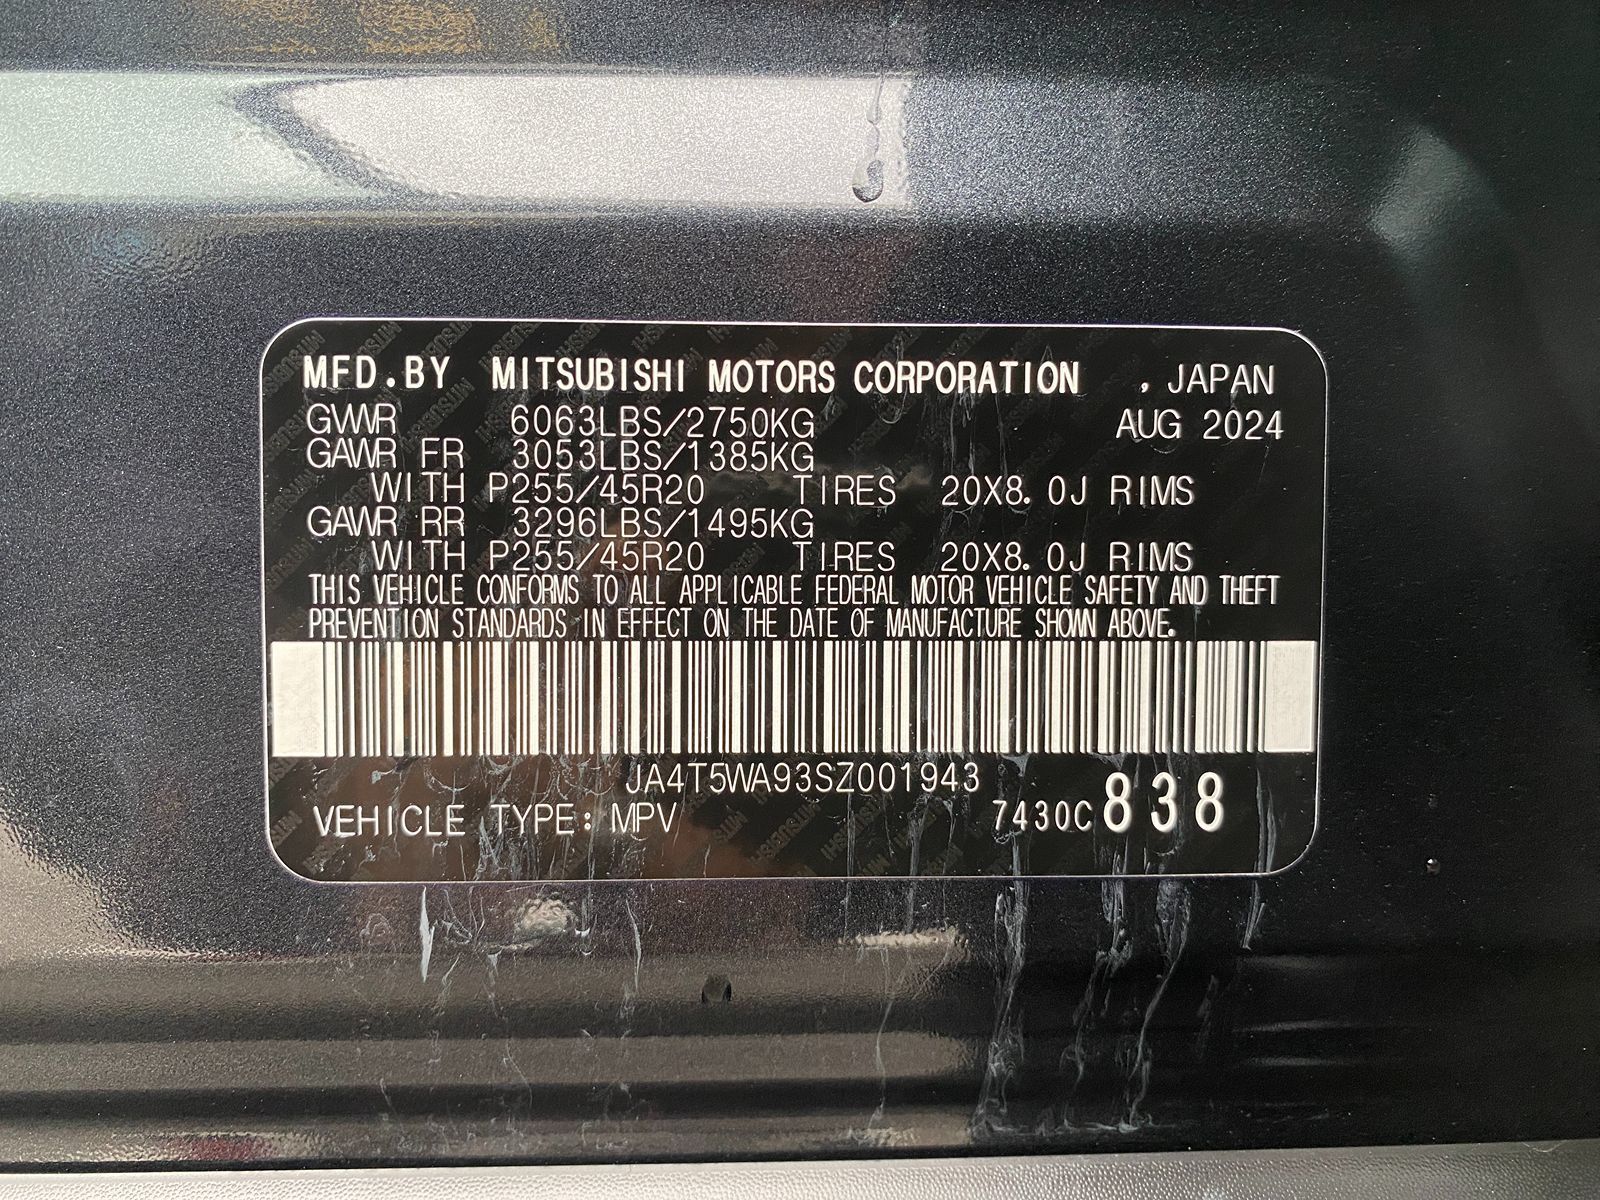 MFD.BY MITSUBISHI MOTORS CORPORATION , JAPAN
GVWR 6063LBS/2750KG AUG 2024
GAWR FR 3053LBS/1385KG
WITH P255/45R20 TIRES 20X8.0J RIMS
GAWR RR 3296LBS/1495KG
WITH P255/45R20 TIRES 20X8.0J RIMS
THIS VEHICLE CONFORMS TO ALL APPLICABLE FEDERAL MOTOR VEHICLE SAFETY AND THEFT
PREVENTION STANDARDS IN EFFECT ON THE DATE OF MANUFACTURE SHOWN ABOVE.
JA4T5WA93SZ001943
VEHICLE TYPE: MPV 7430C 838